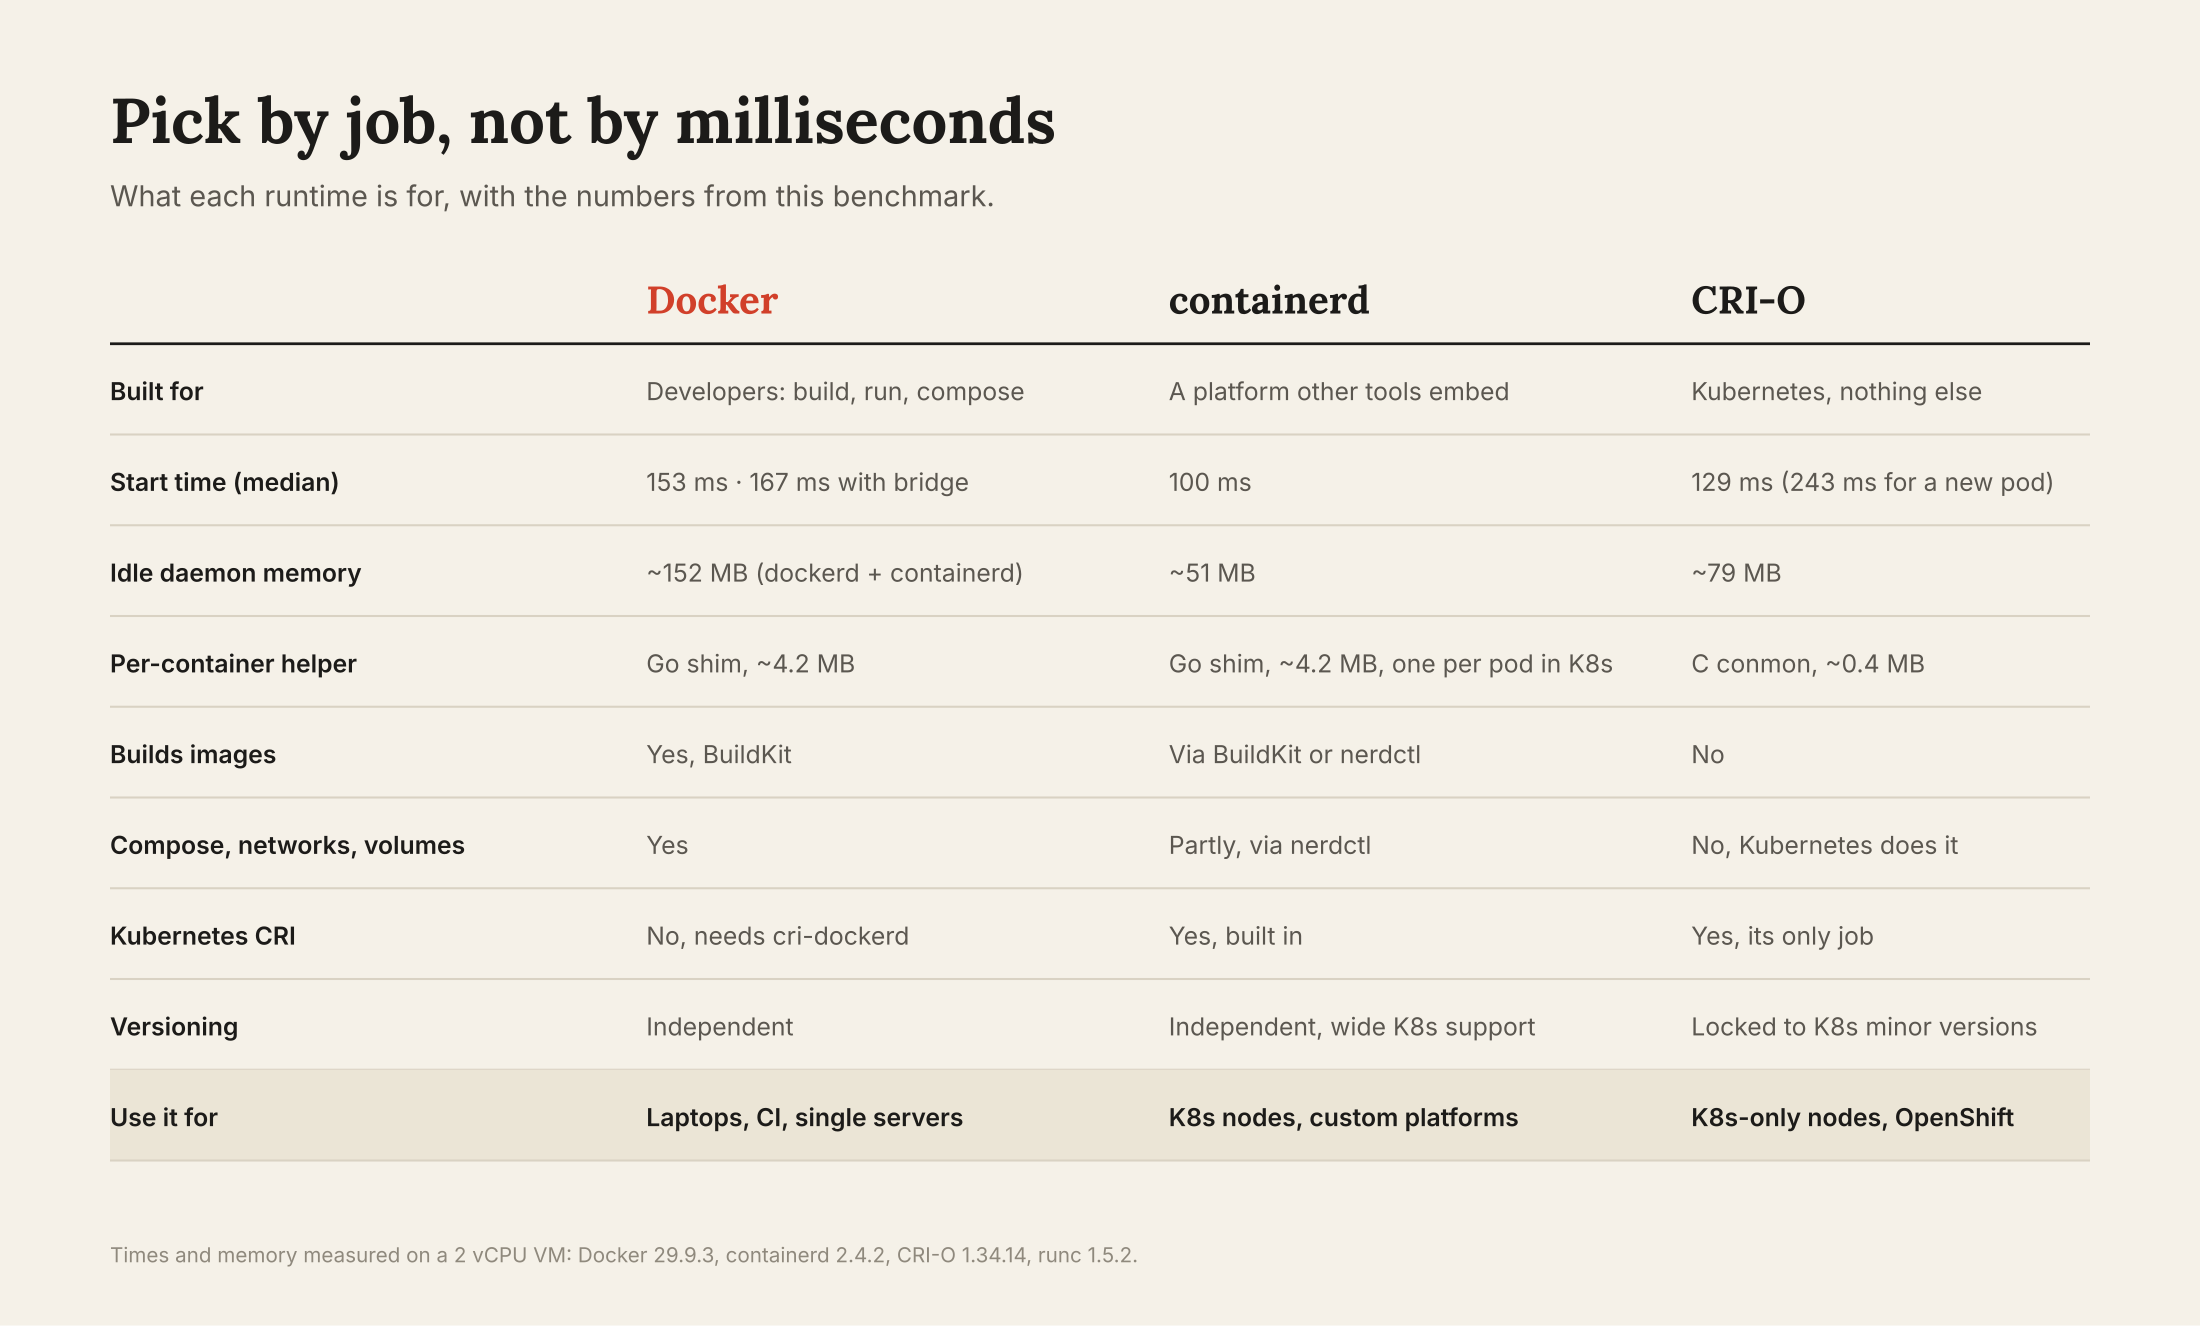 Pick by job, not by milliseconds
What each runtime is for, with the numbers from this benchmark.
Docker containerd CRI-O
Built for Developers: build, run, compose A platform other tools embed Kubernetes, nothing else
Start time (median) 153 ms · 167 ms with bridge 100 ms 129 ms (243 ms for a new pod)
Idle daemon memory ~152 MB (dockerd + containerd) ~51 MB ~79 MB
Per-container helper Go shim, ~4.2 MB Go shim, ~4.2 MB, one per pod in K8s C conmon, ~0.4 MB
Builds images Yes, BuildKit Via BuildKit or nerdctl No
Compose, networks, volumes Yes Partly, via nerdctl No, Kubernetes does it
Kubernetes CRI No, needs cri-dockerd Yes, built in Yes, its only job
Versioning Independent Independent, wide K8s support Locked to K8s minor versions
Use it for Laptops, CI, single servers K8s nodes, custom platforms K8s-only nodes, OpenShift
Times and memory measured on a 2 vCPU VM: Docker 29.9.3, containerd 2.4.2, CRI-O 1.34.14, runc 1.5.2.